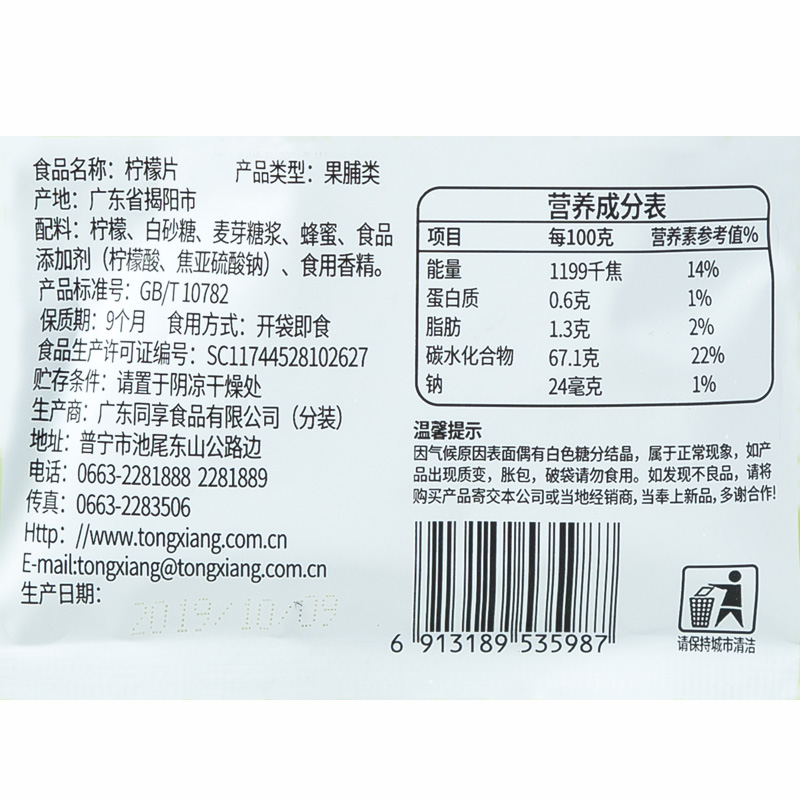 食品名称：柠檬片 产品类型：果脯类
产地：广东省揭阳市
配料：柠檬、白砂糖、麦芽糖浆、蜂蜜、食品
添加剂（柠檬酸、焦亚硫酸钠）、食用香精。
产品标准号：GB/T 10782
保质期：9个月 食用方式：开袋即食
食品生产许可证编号：SC11744528102627
贮存条件：请置于阴凉干燥处
生产商：广东同享食品有限公司（分装）
地址：普宁市池尾东山公路边
电话：0663-2281888 2281889
传真：0663-2283506
Http：//www.tongxiang.com.cn
E-mail:tongxiang@tongxiang.com.cn
生产日期：
2019/10/09
营养成分表
项目 每100克 营养素参考值%
能量 1199千焦 14%
蛋白质 0.6克 1%
脂肪 1.3克 2%
碳水化合物 67.1克 22%
钠 24毫克 1%
温馨提示
因气候原因表面偶有白色糖分结晶，属于正常现象，如产
品出现质变，胀包，破袋请勿食用。如发现不良品，请将
购买产品寄交本公司或当地经销商，当奉上新品，多谢合作!
6 913189 535987
请保持城市清洁